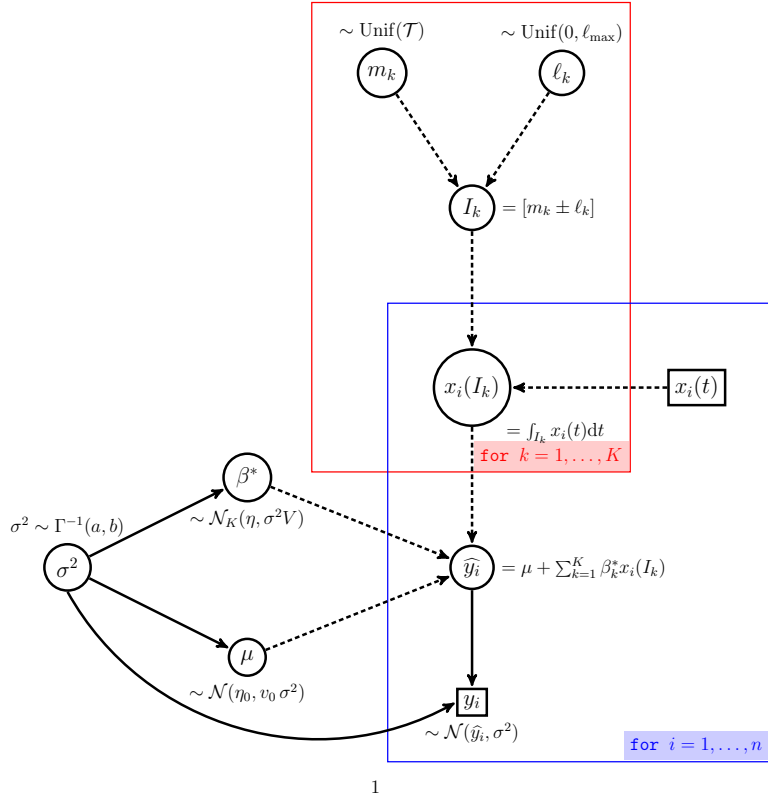 ∼ Unif(𝒯)
∼ Unif(0, ℓ_max)
m_k
ℓ_k
I_k
= [m_k ± ℓ_k]
x_i(I_k)
x_i(t)
= ∫_{I_k} x_i(t)dt
for k = 1, . . . , K
β*
∼ 𝒩_K(η, σ²V)
σ² ∼ Γ⁻¹(a, b)
σ²
ŷ_i
= μ + ∑_{k=1}^{K} β*_k x_i(I_k)
μ
∼ 𝒩(η_0, v_0 σ²)
y_i
∼ 𝒩(ŷ_i, σ²)
for i = 1, . . . , n
1